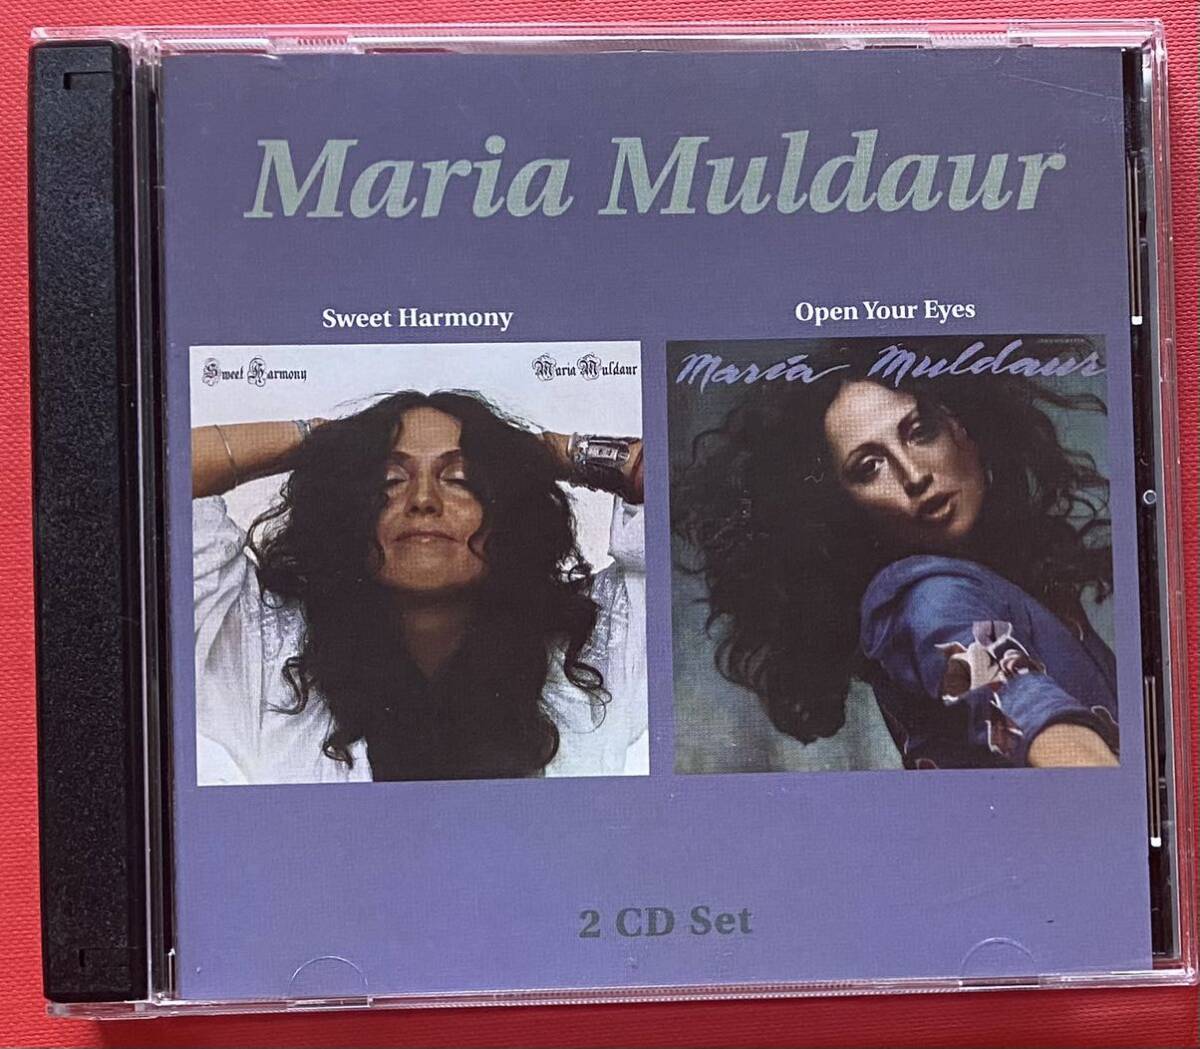 Maria Muldaur
Sweet Harmony
Open Your Eyes
Sweet Harmony
Maria Muldaur
Maria Muldaur
2 CD Set